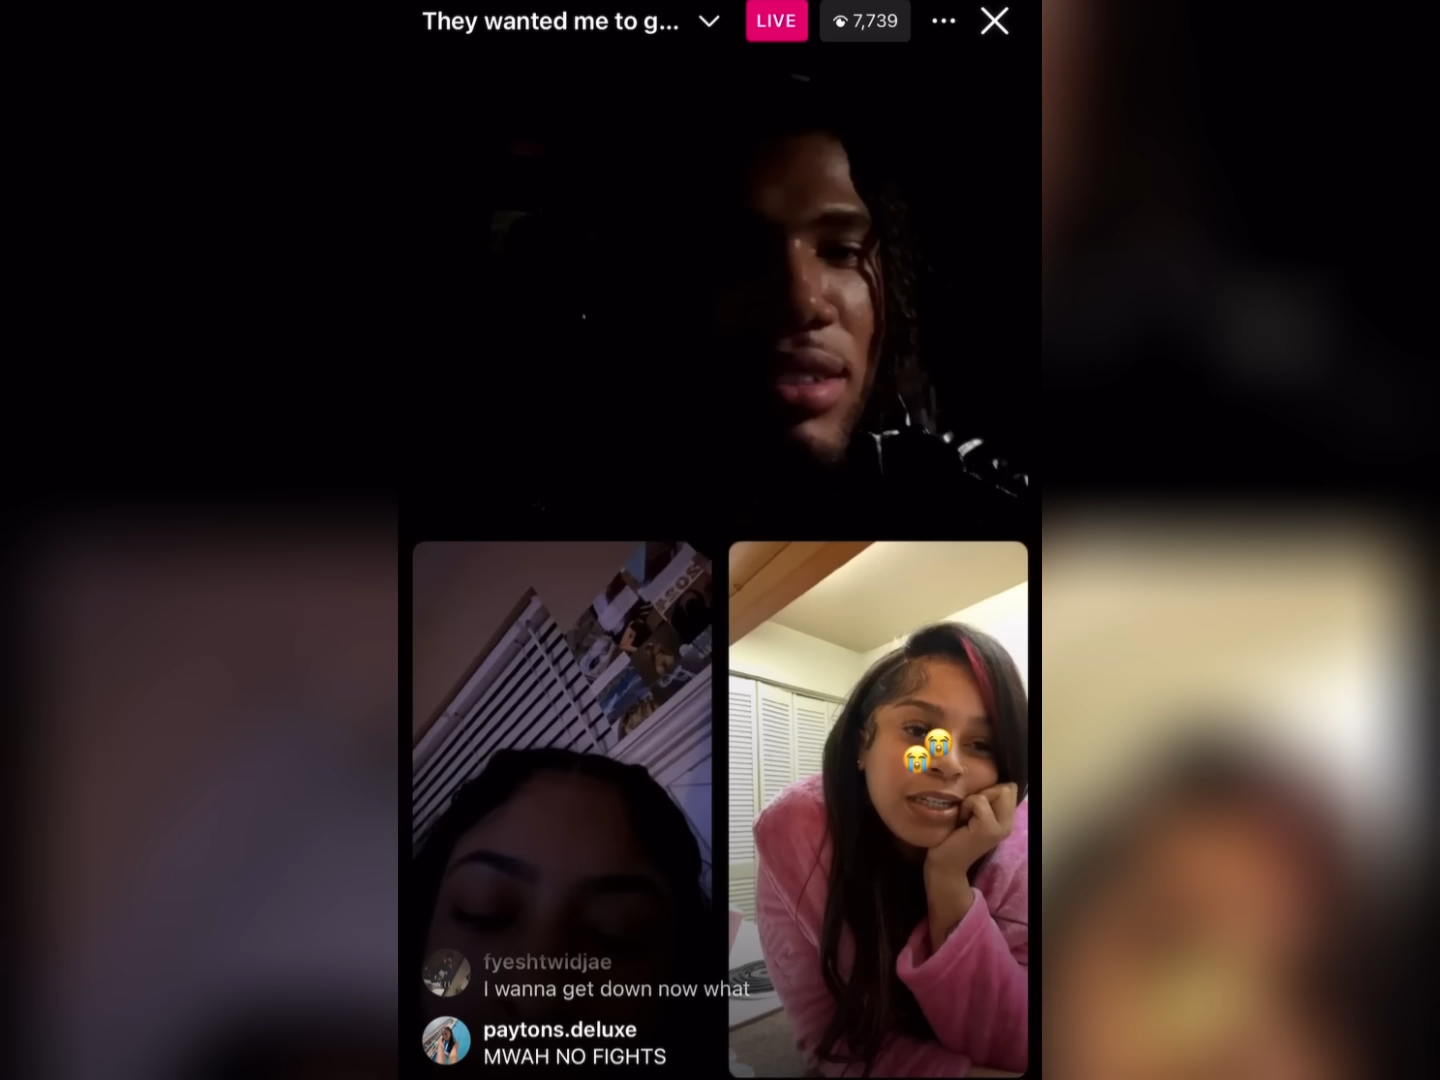 They wanted me to g...
LIVE
7,739
fyeshtwidjae
I wanna get down now what
paytons.deluxe
MWAH NO FIGHTS